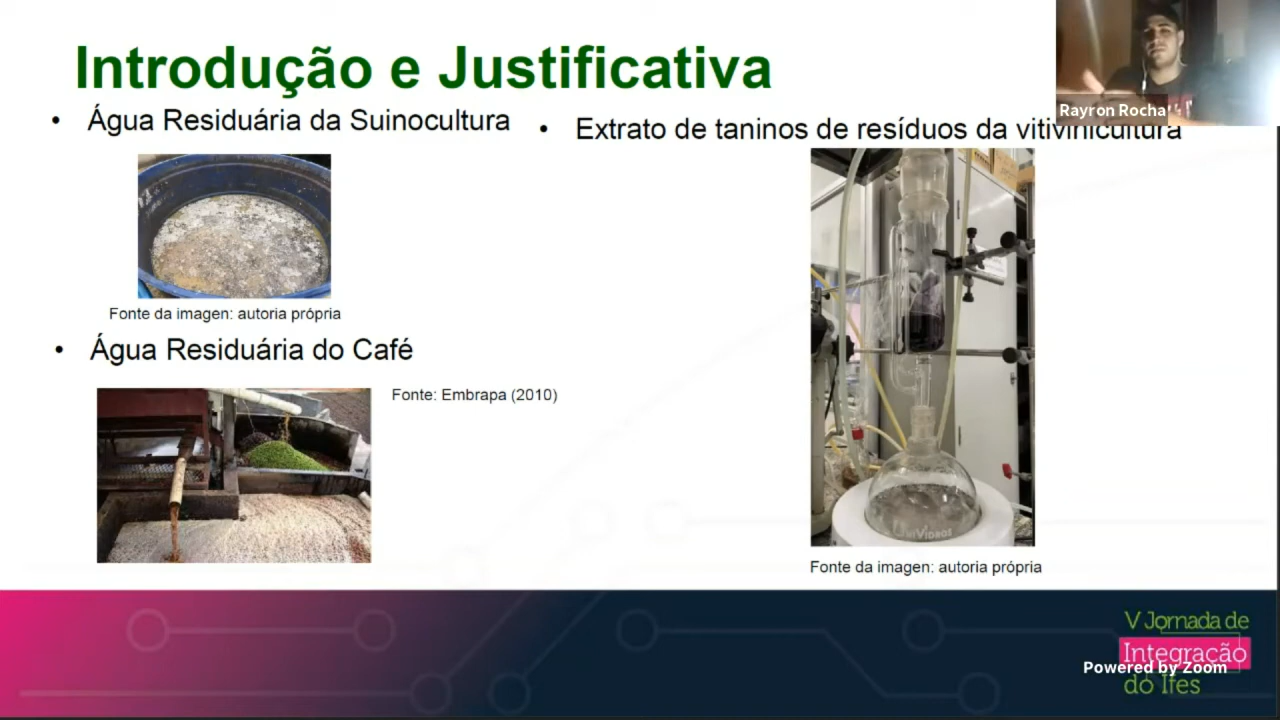 Introdução e Justificativa
Rayron Rocha
• Água Residuária da Suinocultura
• Extrato de taninos de resíduos da vitivinicultura
Fonte da imagen: autoria própria
• Água Residuária do Café
Fonte: Embrapa (2010)
UniVidros
Fonte da imagen: autoria própria
V Jornada de
Integração
do Ifes
Powered by Zoom